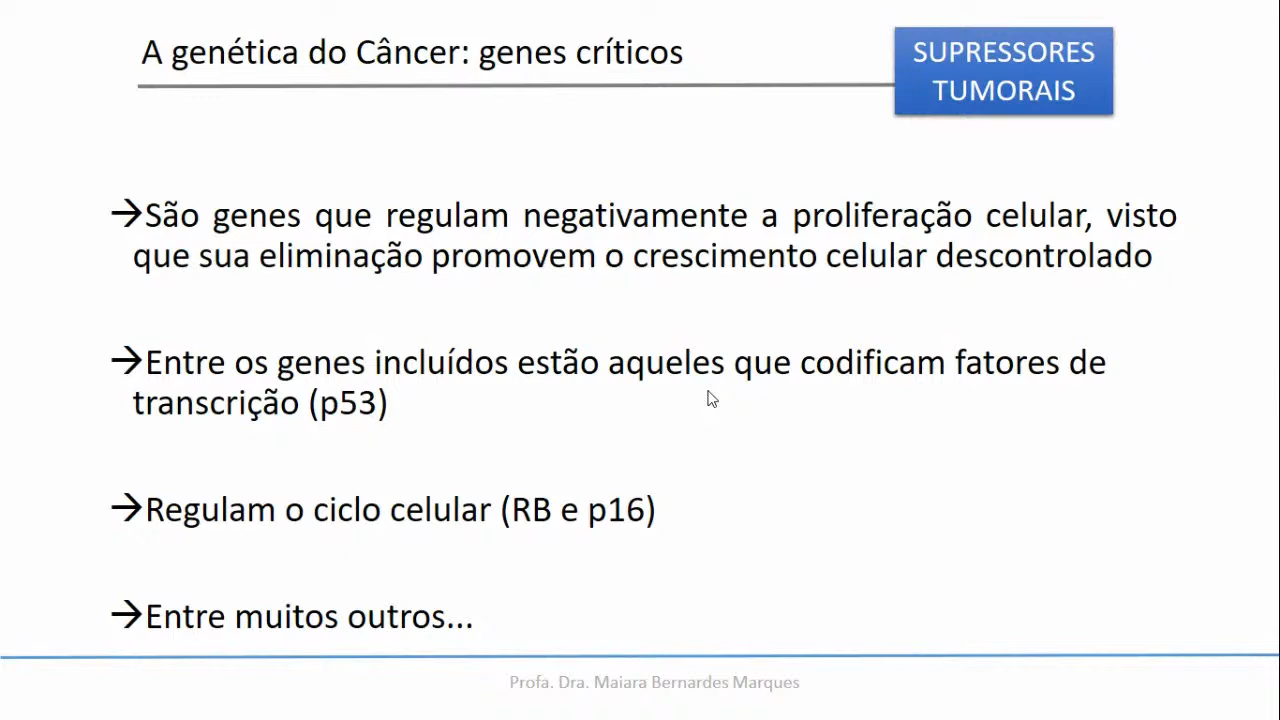 A genética do Câncer: genes críticos
SUPRESSORES
TUMORAIS
→São genes que regulam negativamente a proliferação celular, visto
que sua eliminação promovem o crescimento celular descontrolado
→Entre os genes incluídos estão aqueles que codificam fatores de
transcrição (p53)
→Regulam o ciclo celular (RB e p16)
→Entre muitos outros...
Profa. Dra. Maiara Bernardes Marques